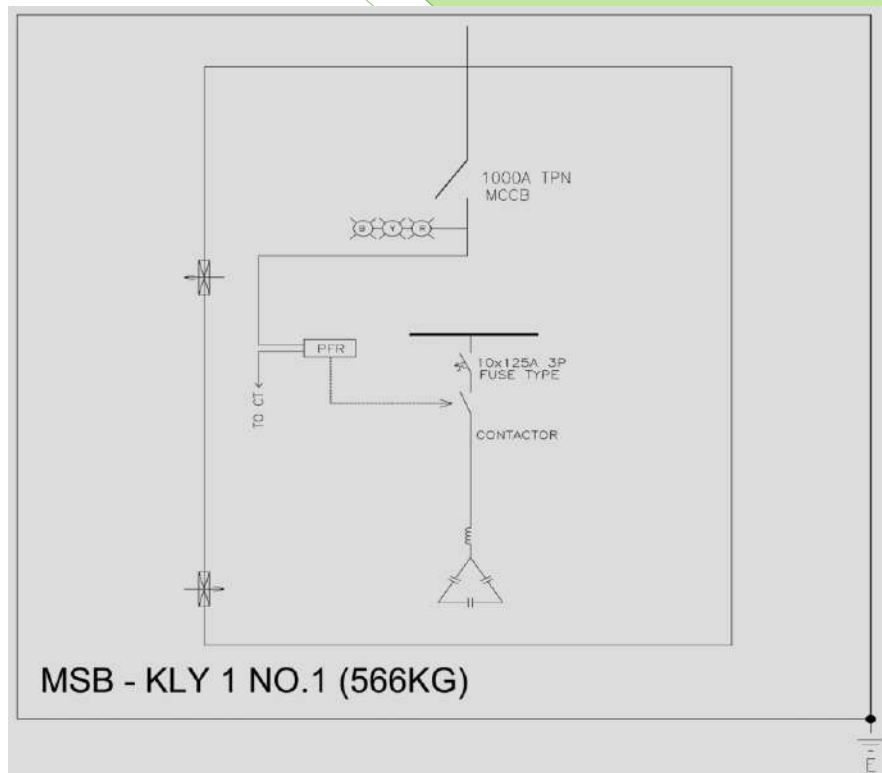 1000A TPN
MCCB
B Y R
PFR
10x125A 3P
FUSE TYPE
TO CT
CONTACTOR
MSB - KLY 1 NO.1 (566KG)
E